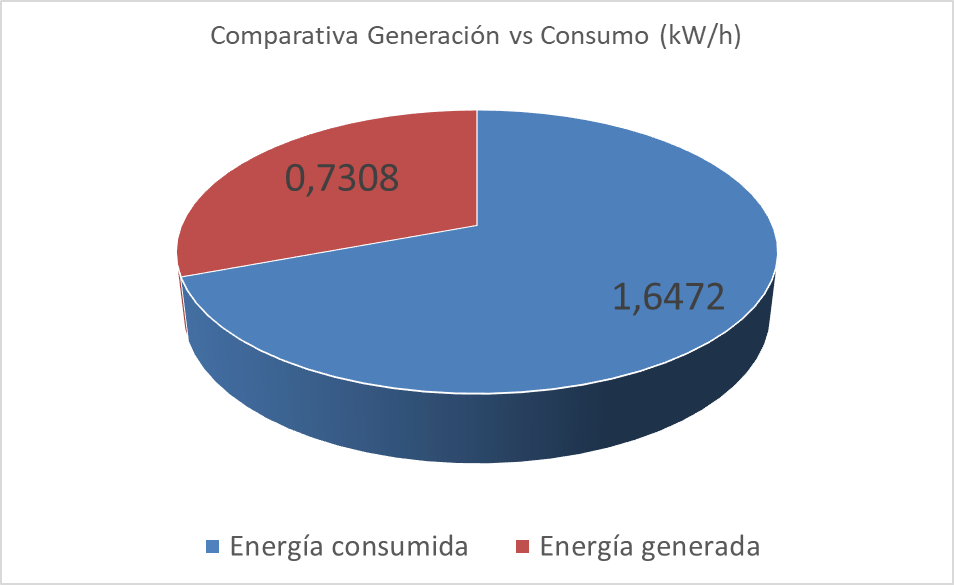 Comparativa Generación vs Consumo (kW/h)
0,7308
1,6472
Energía consumida
Energía generada